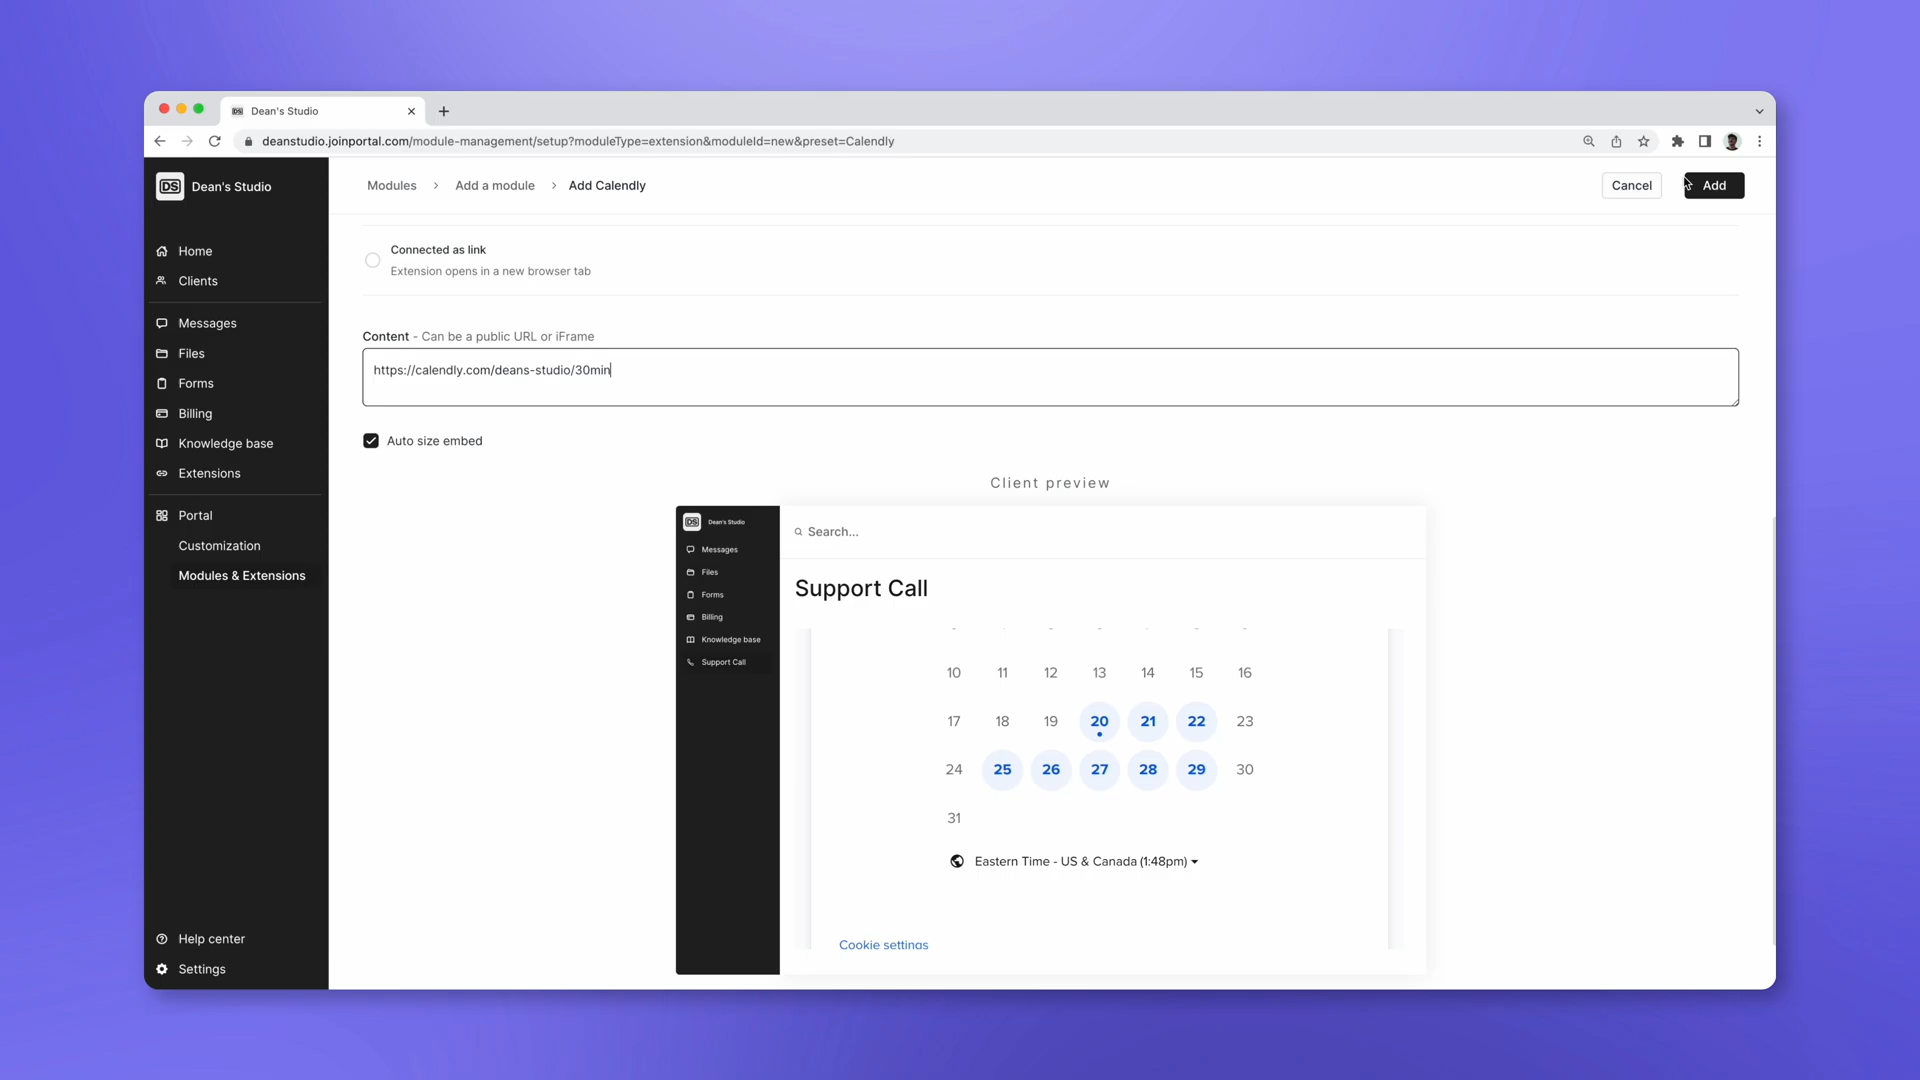 Dean's Studio
deanstudio.joinportal.com/module-management/setup?moduleType=extension&moduleId=new&preset=Calendly
DS Dean's Studio
Home
Clients
Messages
Files
Forms
Billing
Knowledge base
Extensions
Portal
Customization
Modules & Extensions
Help center
Settings
Modules > Add a module > Add Calendly
Cancel
Add
Connected as link
Extension opens in a new browser tab
Content - Can be a public URL or iFrame
https://calendly.com/deans-studio/30min
Auto size embed
Client preview
DS Dean's Studio
Messages
Files
Forms
Billing
Knowledge base
Support Call
Search...
Support Call
10 11 12 13 14 15 16
17 18 19 20 21 22 23
24 25 26 27 28 29 30
31
Eastern Time - US & Canada (1:48pm)
Cookie settings